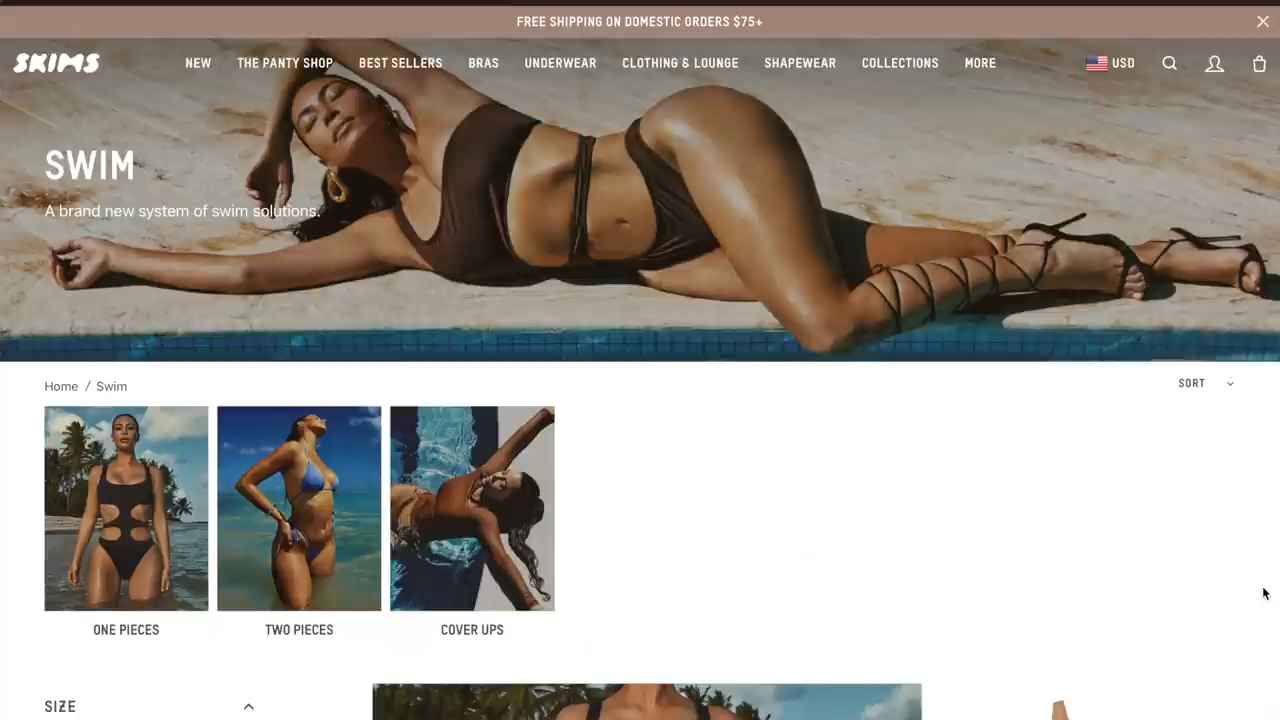 FREE SHIPPING ON DOMESTIC ORDERS $75+
SKIMS NEW THE PANTY SHOP BEST SELLERS BRAS UNDERWEAR CLOTHING & LOUNGE SHAPEWEAR COLLECTIONS MORE USD
SWIM
A brand new system of swim solutions.
Home / Swim SORT
ONE PIECES TWO PIECES COVER UPS
SIZE